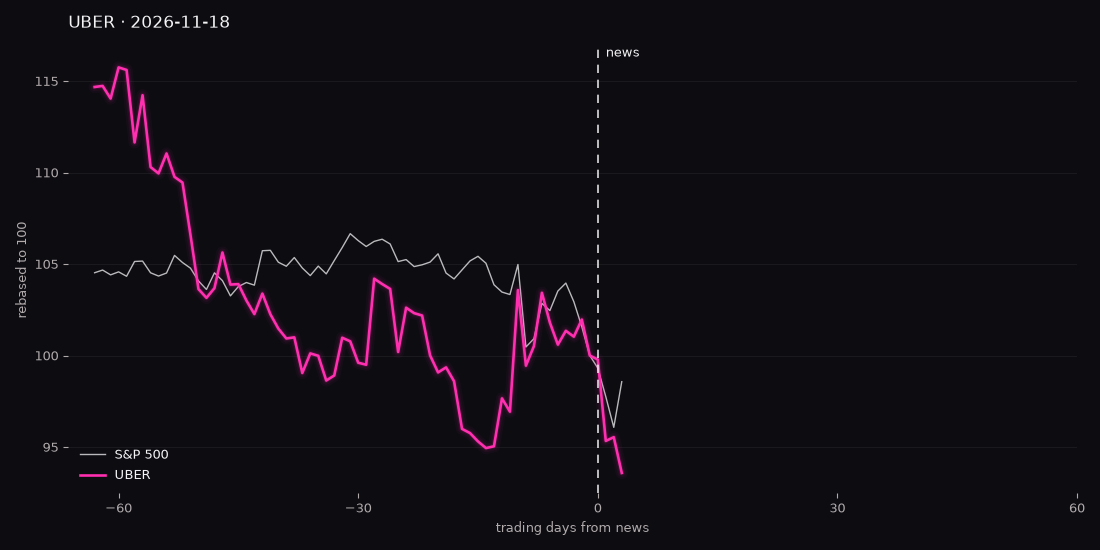 UBER · 2026-11-18
news
115
110
105
100
95
rebased to 100
S&P 500
UBER
−60
−30
0
30
60
trading days from news